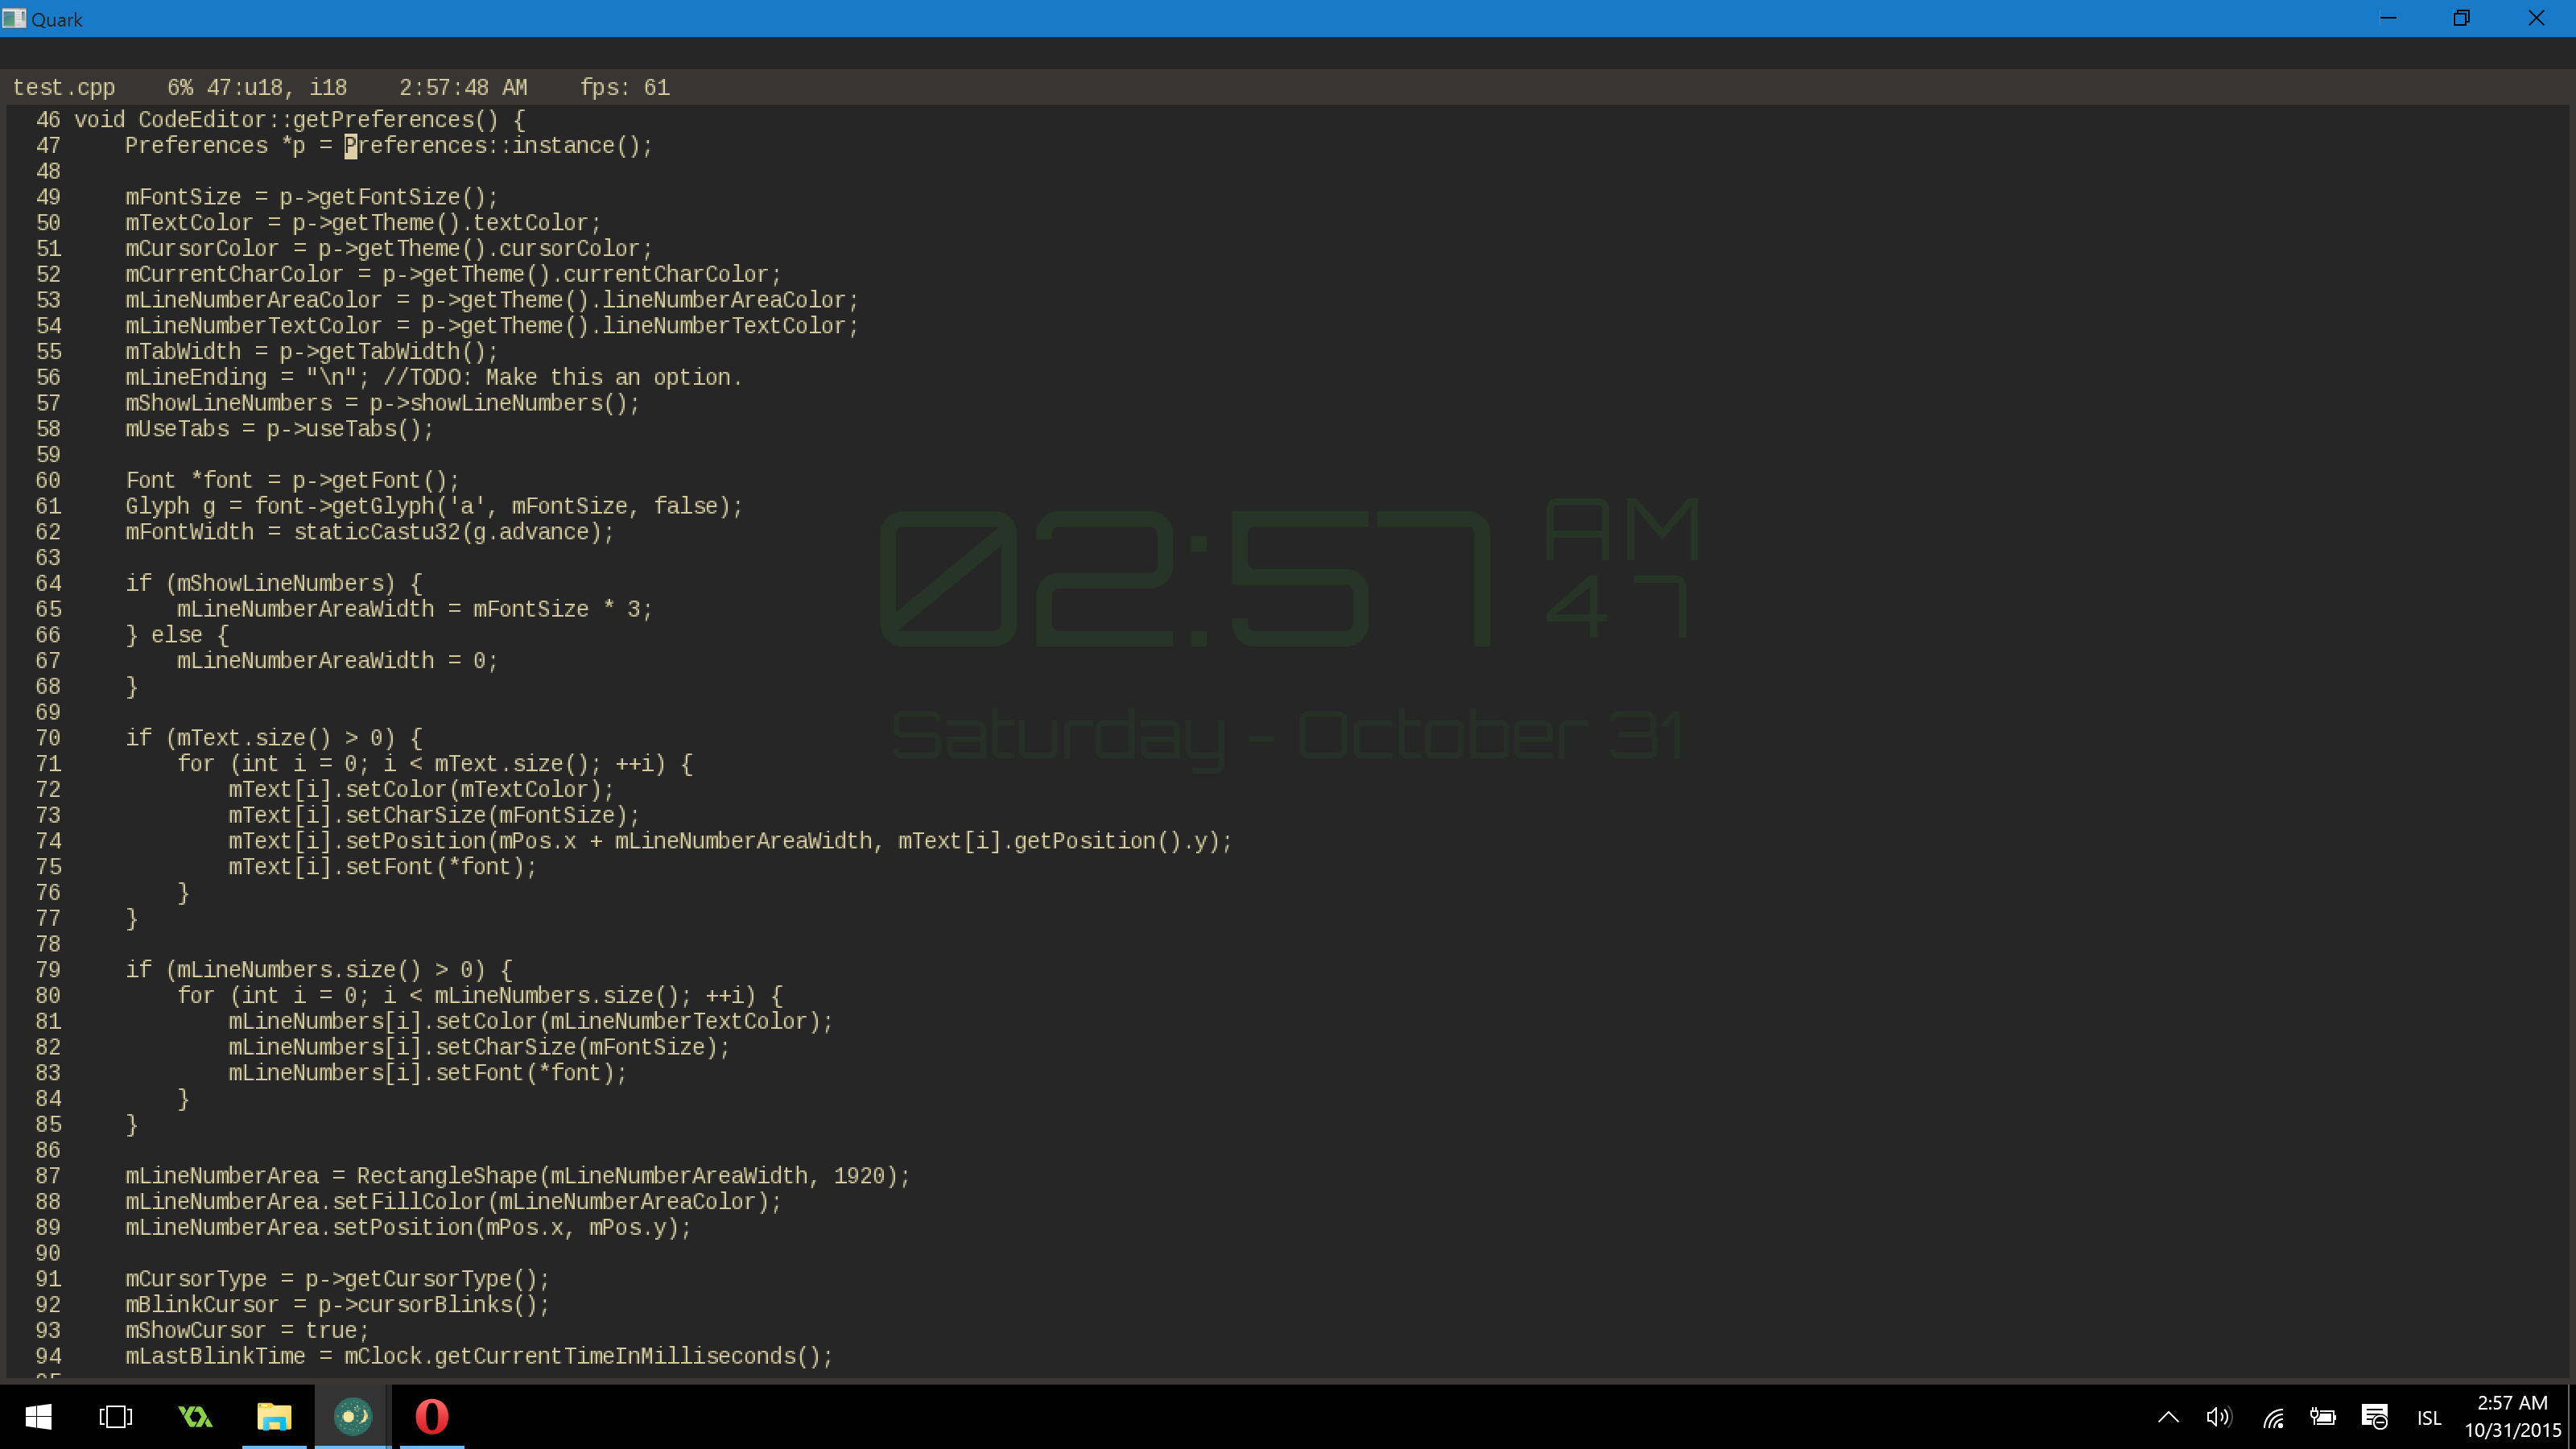 Quark
test.cpp    6% 47:u18, i18    2:57:48 AM    fps: 61
46 void CodeEditor::getPreferences() {
47     Preferences *p = Preferences::instance();
48
49     mFontSize = p->getFontSize();
50     mTextColor = p->getTheme().textColor;
51     mCursorColor = p->getTheme().cursorColor;
52     mCurrentCharColor = p->getTheme().currentCharColor;
53     mLineNumberAreaColor = p->getTheme().lineNumberAreaColor;
54     mLineNumberTextColor = p->getTheme().lineNumberTextColor;
55     mTabWidth = p->getTabWidth();
56     mLineEnding = "\n"; //TODO: Make this an option.
57     mShowLineNumbers = p->showLineNumbers();
58     mUseTabs = p->useTabs();
59
60     Font *font = p->getFont();
61     Glyph g = font->getGlyph('a', mFontSize, false);
62     mFontWidth = staticCastu32(g.advance);
63
64     if (mShowLineNumbers) {
65         mLineNumberAreaWidth = mFontSize * 3;
66     } else {
67         mLineNumberAreaWidth = 0;
68     }
69
70     if (mText.size() > 0) {
71         for (int i = 0; i < mText.size(); ++i) {
72             mText[i].setColor(mTextColor);
73             mText[i].setCharSize(mFontSize);
74             mText[i].setPosition(mPos.x + mLineNumberAreaWidth, mText[i].getPosition().y);
75             mText[i].setFont(*font);
76         }
77     }
78
79     if (mLineNumbers.size() > 0) {
80         for (int i = 0; i < mLineNumbers.size(); ++i) {
81             mLineNumbers[i].setColor(mLineNumberTextColor);
82             mLineNumbers[i].setCharSize(mFontSize);
83             mLineNumbers[i].setFont(*font);
84         }
85     }
86
87     mLineNumberArea = RectangleShape(mLineNumberAreaWidth, 1920);
88     mLineNumberArea.setFillColor(mLineNumberAreaColor);
89     mLineNumberArea.setPosition(mPos.x, mPos.y);
90
91     mCursorType = p->getCursorType();
92     mBlinkCursor = p->cursorBlinks();
93     mShowCursor = true;
94     mLastBlinkTime = mClock.getCurrentTimeInMilliseconds();
02:57 AM
47
Saturday - October 31
ISL
2:57 AM
10/31/2015